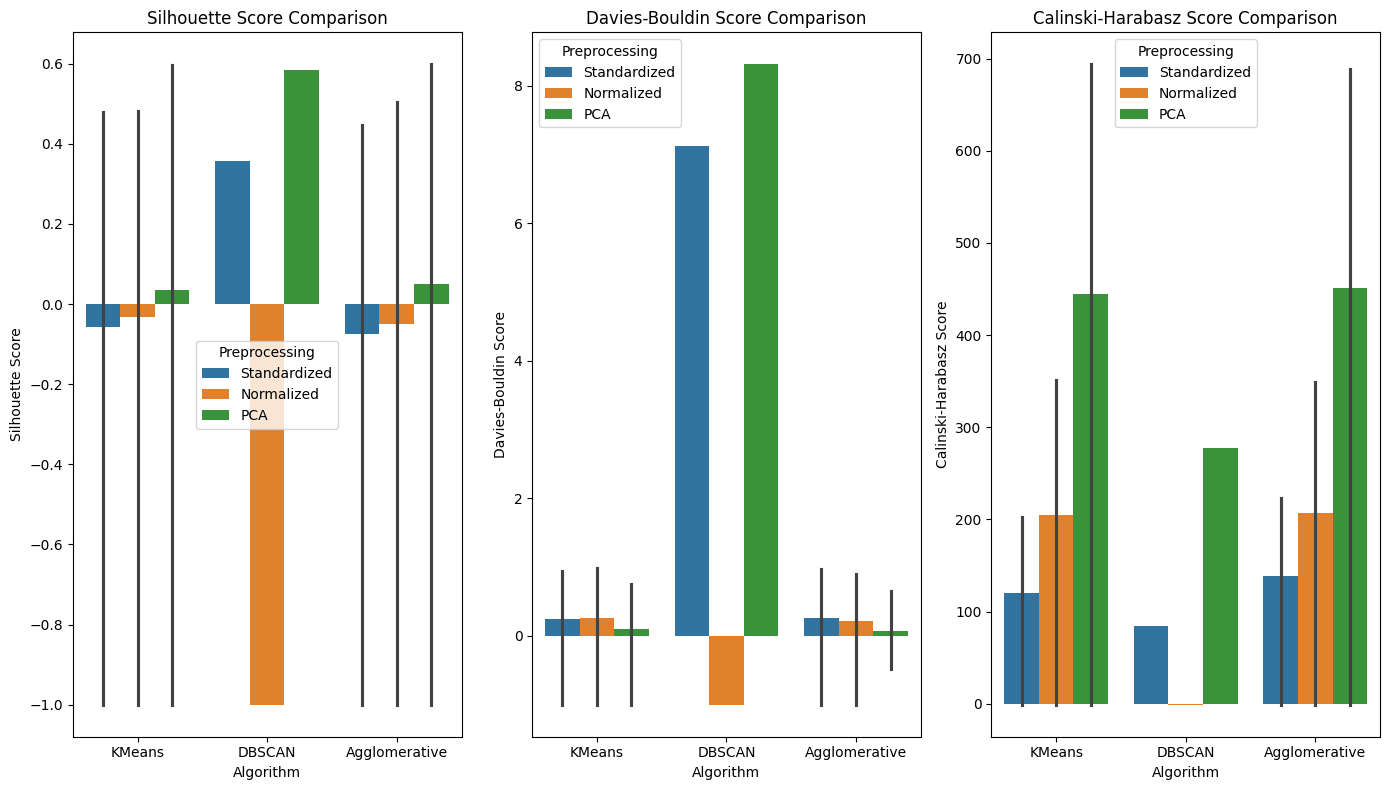 Silhouette Score Comparison
Silhouette Score
0.6
0.4
0.2
0.0
−0.2
−0.4
−0.6
−0.8
−1.0
Preprocessing
Standardized
Normalized
PCA
KMeans
DBSCAN
Agglomerative
Algorithm
Davies-Bouldin Score Comparison
Davies-Bouldin Score
8
6
4
2
0
Preprocessing
Standardized
Normalized
PCA
KMeans
DBSCAN
Agglomerative
Algorithm
Calinski-Harabasz Score Comparison
Calinski-Harabasz Score
700
600
500
400
300
200
100
0
Preprocessing
Standardized
Normalized
PCA
KMeans
DBSCAN
Agglomerative
Algorithm